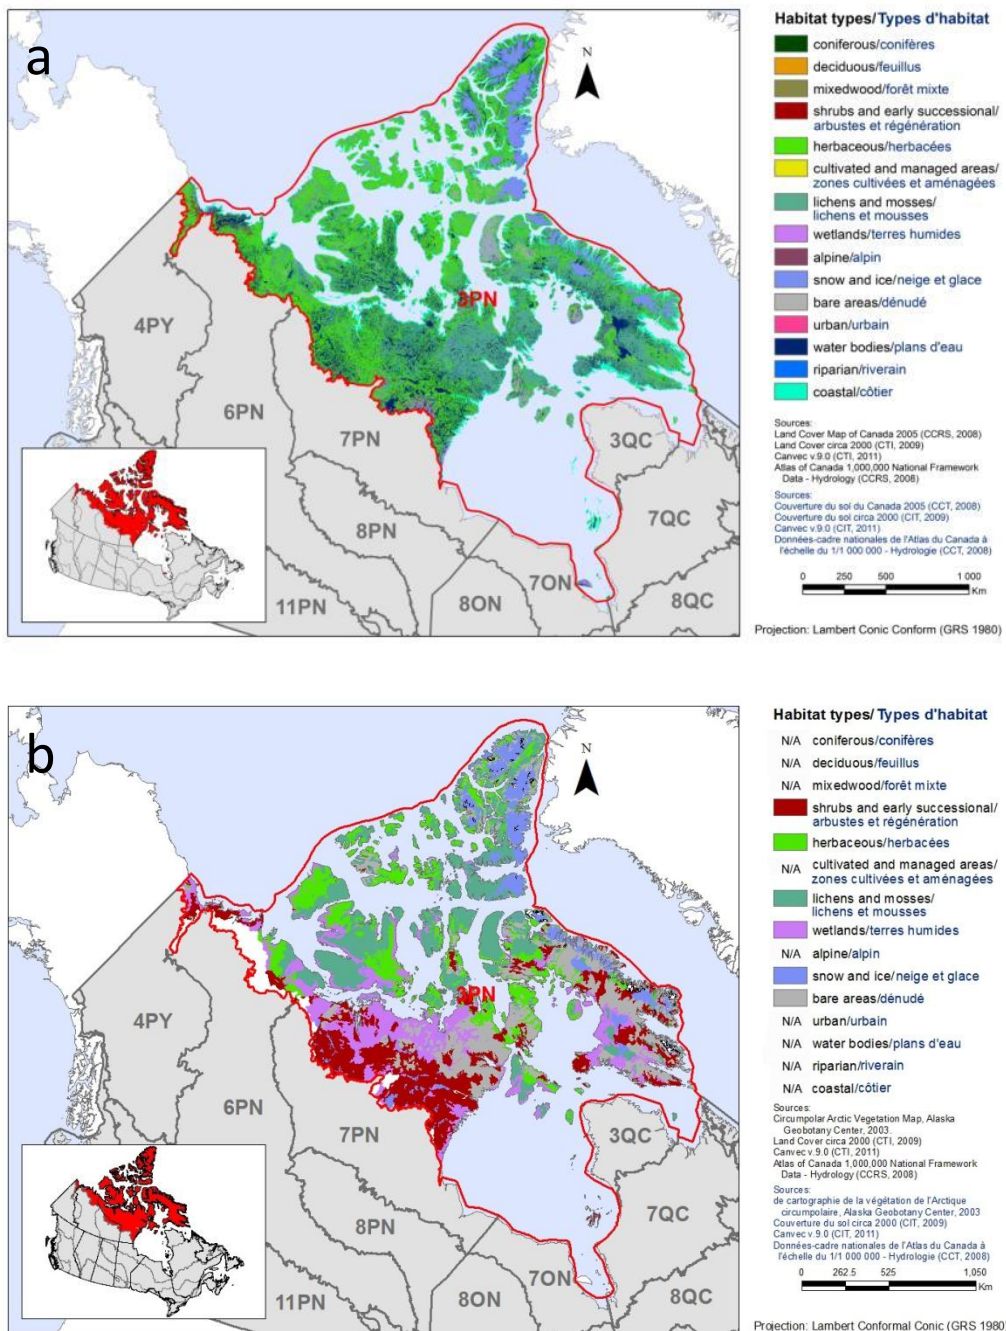 a
N
3PN
4PY
6PN
7PN
8PN
11PN
8ON
7ON
3QC
7QC
8QC
Habitat types/Types d'habitat
coniferous/conifères
deciduous/feuillus
mixedwood/forêt mixte
shrubs and early successional/
arbustes et régénération
herbaceous/herbacées
cultivated and managed areas/
zones cultivées et aménagées
lichens and mosses/
lichens et mousses
wetlands/terres humides
alpine/alpin
snow and ice/neige et glace
bare areas/dénudé
urban/urbain
water bodies/plans d'eau
riparian/riverain
coastal/côtier
Sources:
Land Cover Map of Canada 2005 (CCRS, 2008)
Land Cover circa 2000 (CTI, 2009)
Canvec v.9.0 (CTI, 2011)
Atlas of Canada 1,000,000 National Framework
Data - Hydrology (CCRS, 2008)
Sources:
Couverture du sol du Canada 2005 (CCT, 2008)
Couverture du sol circa 2000 (CIT, 2009)
Canvec v.9.0 (CIT, 2011)
Données-cadre nationales de l'Atlas du Canada à
l'échelle du 1/1 000 000 - Hydrologie (CCT, 2008)
0 250 500 1 000
Km
Projection: Lambert Conic Conform (GRS 1980)
b
N
3PN
4PY
6PN
7PN
8PN
11PN
8ON
7ON
3QC
7QC
8QC
Habitat types/Types d'habitat
N/A coniferous/conifères
N/A deciduous/feuillus
N/A mixedwood/forêt mixte
shrubs and early successional/
arbustes et régénération
herbaceous/herbacées
N/A cultivated and managed areas/
zones cultivées et aménagées
lichens and mosses/
lichens et mousses
wetlands/terres humides
N/A alpine/alpin
snow and ice/neige et glace
bare areas/dénudé
N/A urban/urbain
N/A water bodies/plans d'eau
N/A riparian/riverain
N/A coastal/côtier
Sources:
Circumpolar Arctic Vegetation Map, Alaska
Geobotany Center, 2003.
Land Cover circa 2000 (CTI, 2009)
Canvec v.9.0 (CTI, 2011)
Atlas of Canada 1,000,000 National Framework
Data - Hydrology (CCRS, 2008)
Sources:
de cartographie de la végétation de l'Arctique
circumpolaire, Alaska Geobotany Center, 2003
Couverture du sol circa 2000 (CIT, 2009)
Canvec v.9.0 (CIT, 2011)
Données-cadre nationales de l'Atlas du Canada à
l'échelle du 1/1 000 000 - Hydrologie (CCT, 2008)
0 262.5 525 1,050
Km
Projection: Lambert Conformal Conic (GRS 1980